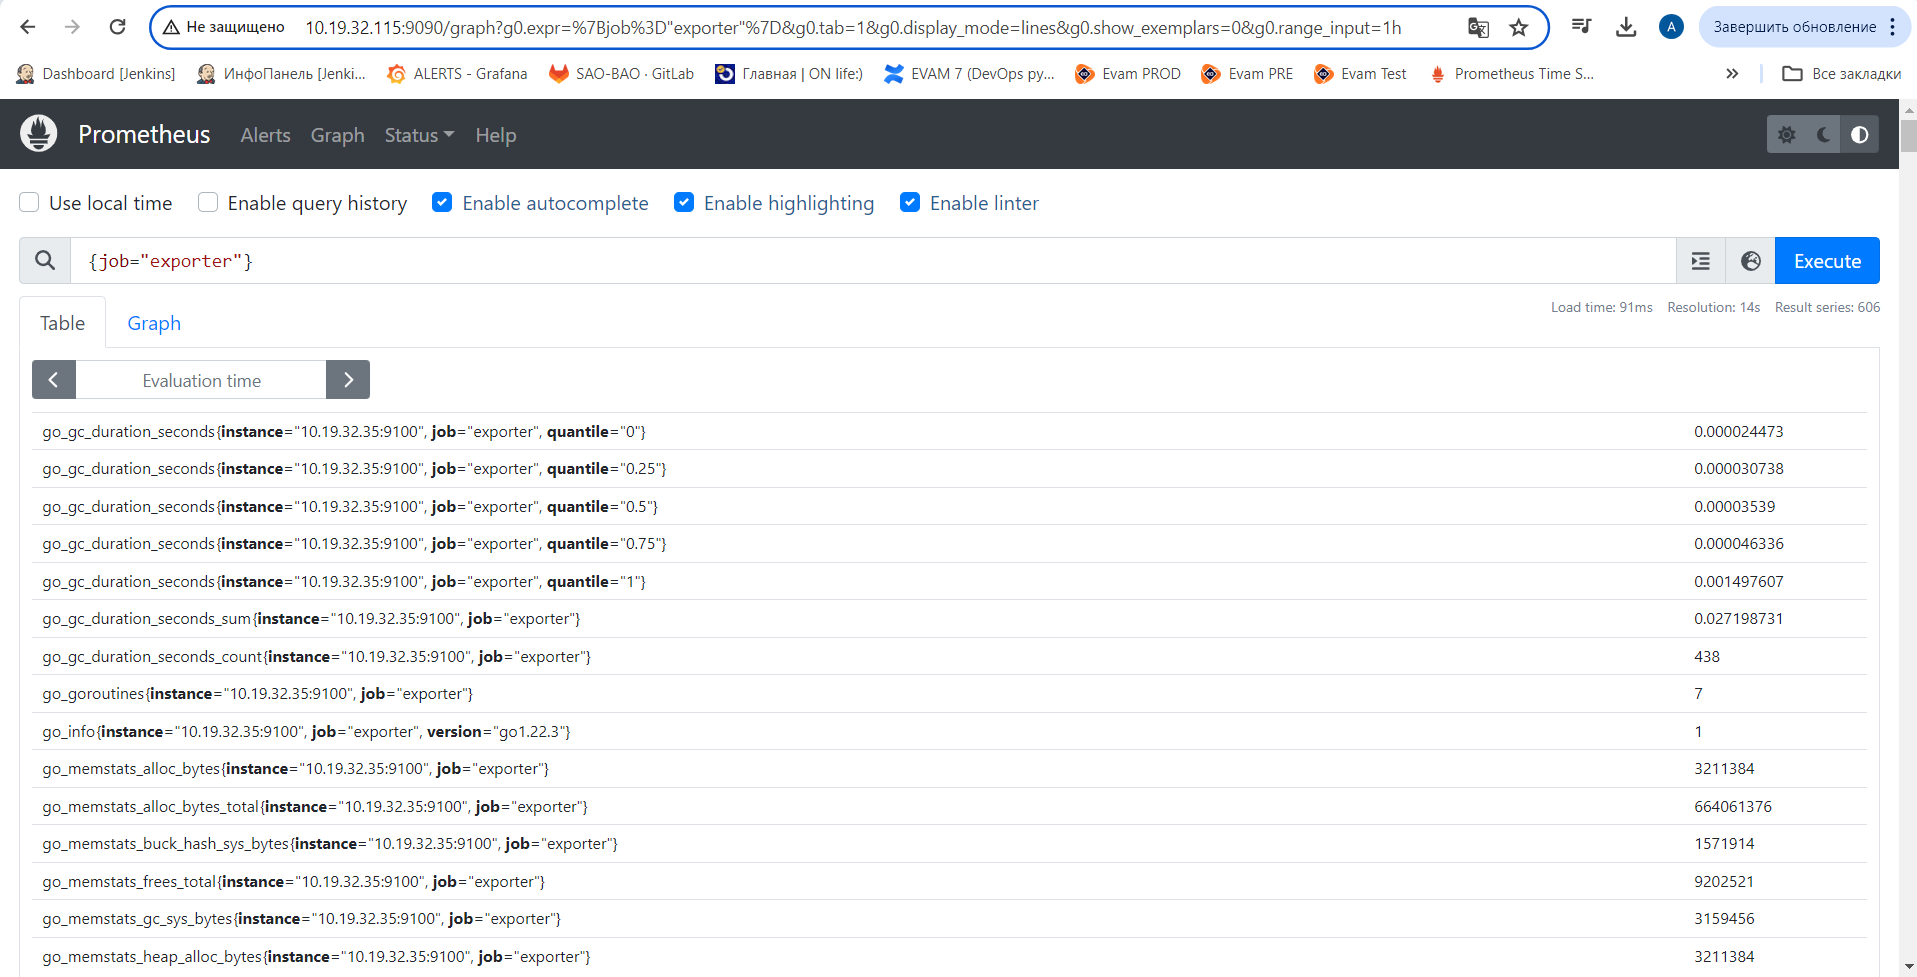 Не защищено 10.19.32.115:9090/graph?g0.expr=%7Bjob%3D"exporter"%7D&g0.tab=1&g0.display_mode=lines&g0.show_exemplars=0&g0.range_input=1h A Завершить обновление
Dashboard [Jenkins] ИнфоПанель [Jenki... ALERTS - Grafana SAO-BAO · GitLab Главная | ON life:) EVAM 7 (DevOps ру... Evam PROD Evam PRE Evam Test Prometheus Time S... » Все закладки
Prometheus Alerts Graph Status Help
Use local time Enable query history Enable autocomplete Enable highlighting Enable linter
{job="exporter"} Execute
Table Graph Load time: 91ms Resolution: 14s Result series: 606
Evaluation time
go_gc_duration_seconds{instance="10.19.32.35:9100", job="exporter", quantile="0"} 0.000024473
go_gc_duration_seconds{instance="10.19.32.35:9100", job="exporter", quantile="0.25"} 0.000030738
go_gc_duration_seconds{instance="10.19.32.35:9100", job="exporter", quantile="0.5"} 0.00003539
go_gc_duration_seconds{instance="10.19.32.35:9100", job="exporter", quantile="0.75"} 0.000046336
go_gc_duration_seconds{instance="10.19.32.35:9100", job="exporter", quantile="1"} 0.001497607
go_gc_duration_seconds_sum{instance="10.19.32.35:9100", job="exporter"} 0.027198731
go_gc_duration_seconds_count{instance="10.19.32.35:9100", job="exporter"} 438
go_goroutines{instance="10.19.32.35:9100", job="exporter"} 7
go_info{instance="10.19.32.35:9100", job="exporter", version="go1.22.3"} 1
go_memstats_alloc_bytes{instance="10.19.32.35:9100", job="exporter"} 3211384
go_memstats_alloc_bytes_total{instance="10.19.32.35:9100", job="exporter"} 664061376
go_memstats_buck_hash_sys_bytes{instance="10.19.32.35:9100", job="exporter"} 1571914
go_memstats_frees_total{instance="10.19.32.35:9100", job="exporter"} 9202521
go_memstats_gc_sys_bytes{instance="10.19.32.35:9100", job="exporter"} 3159456
go_memstats_heap_alloc_bytes{instance="10.19.32.35:9100", job="exporter"} 3211384